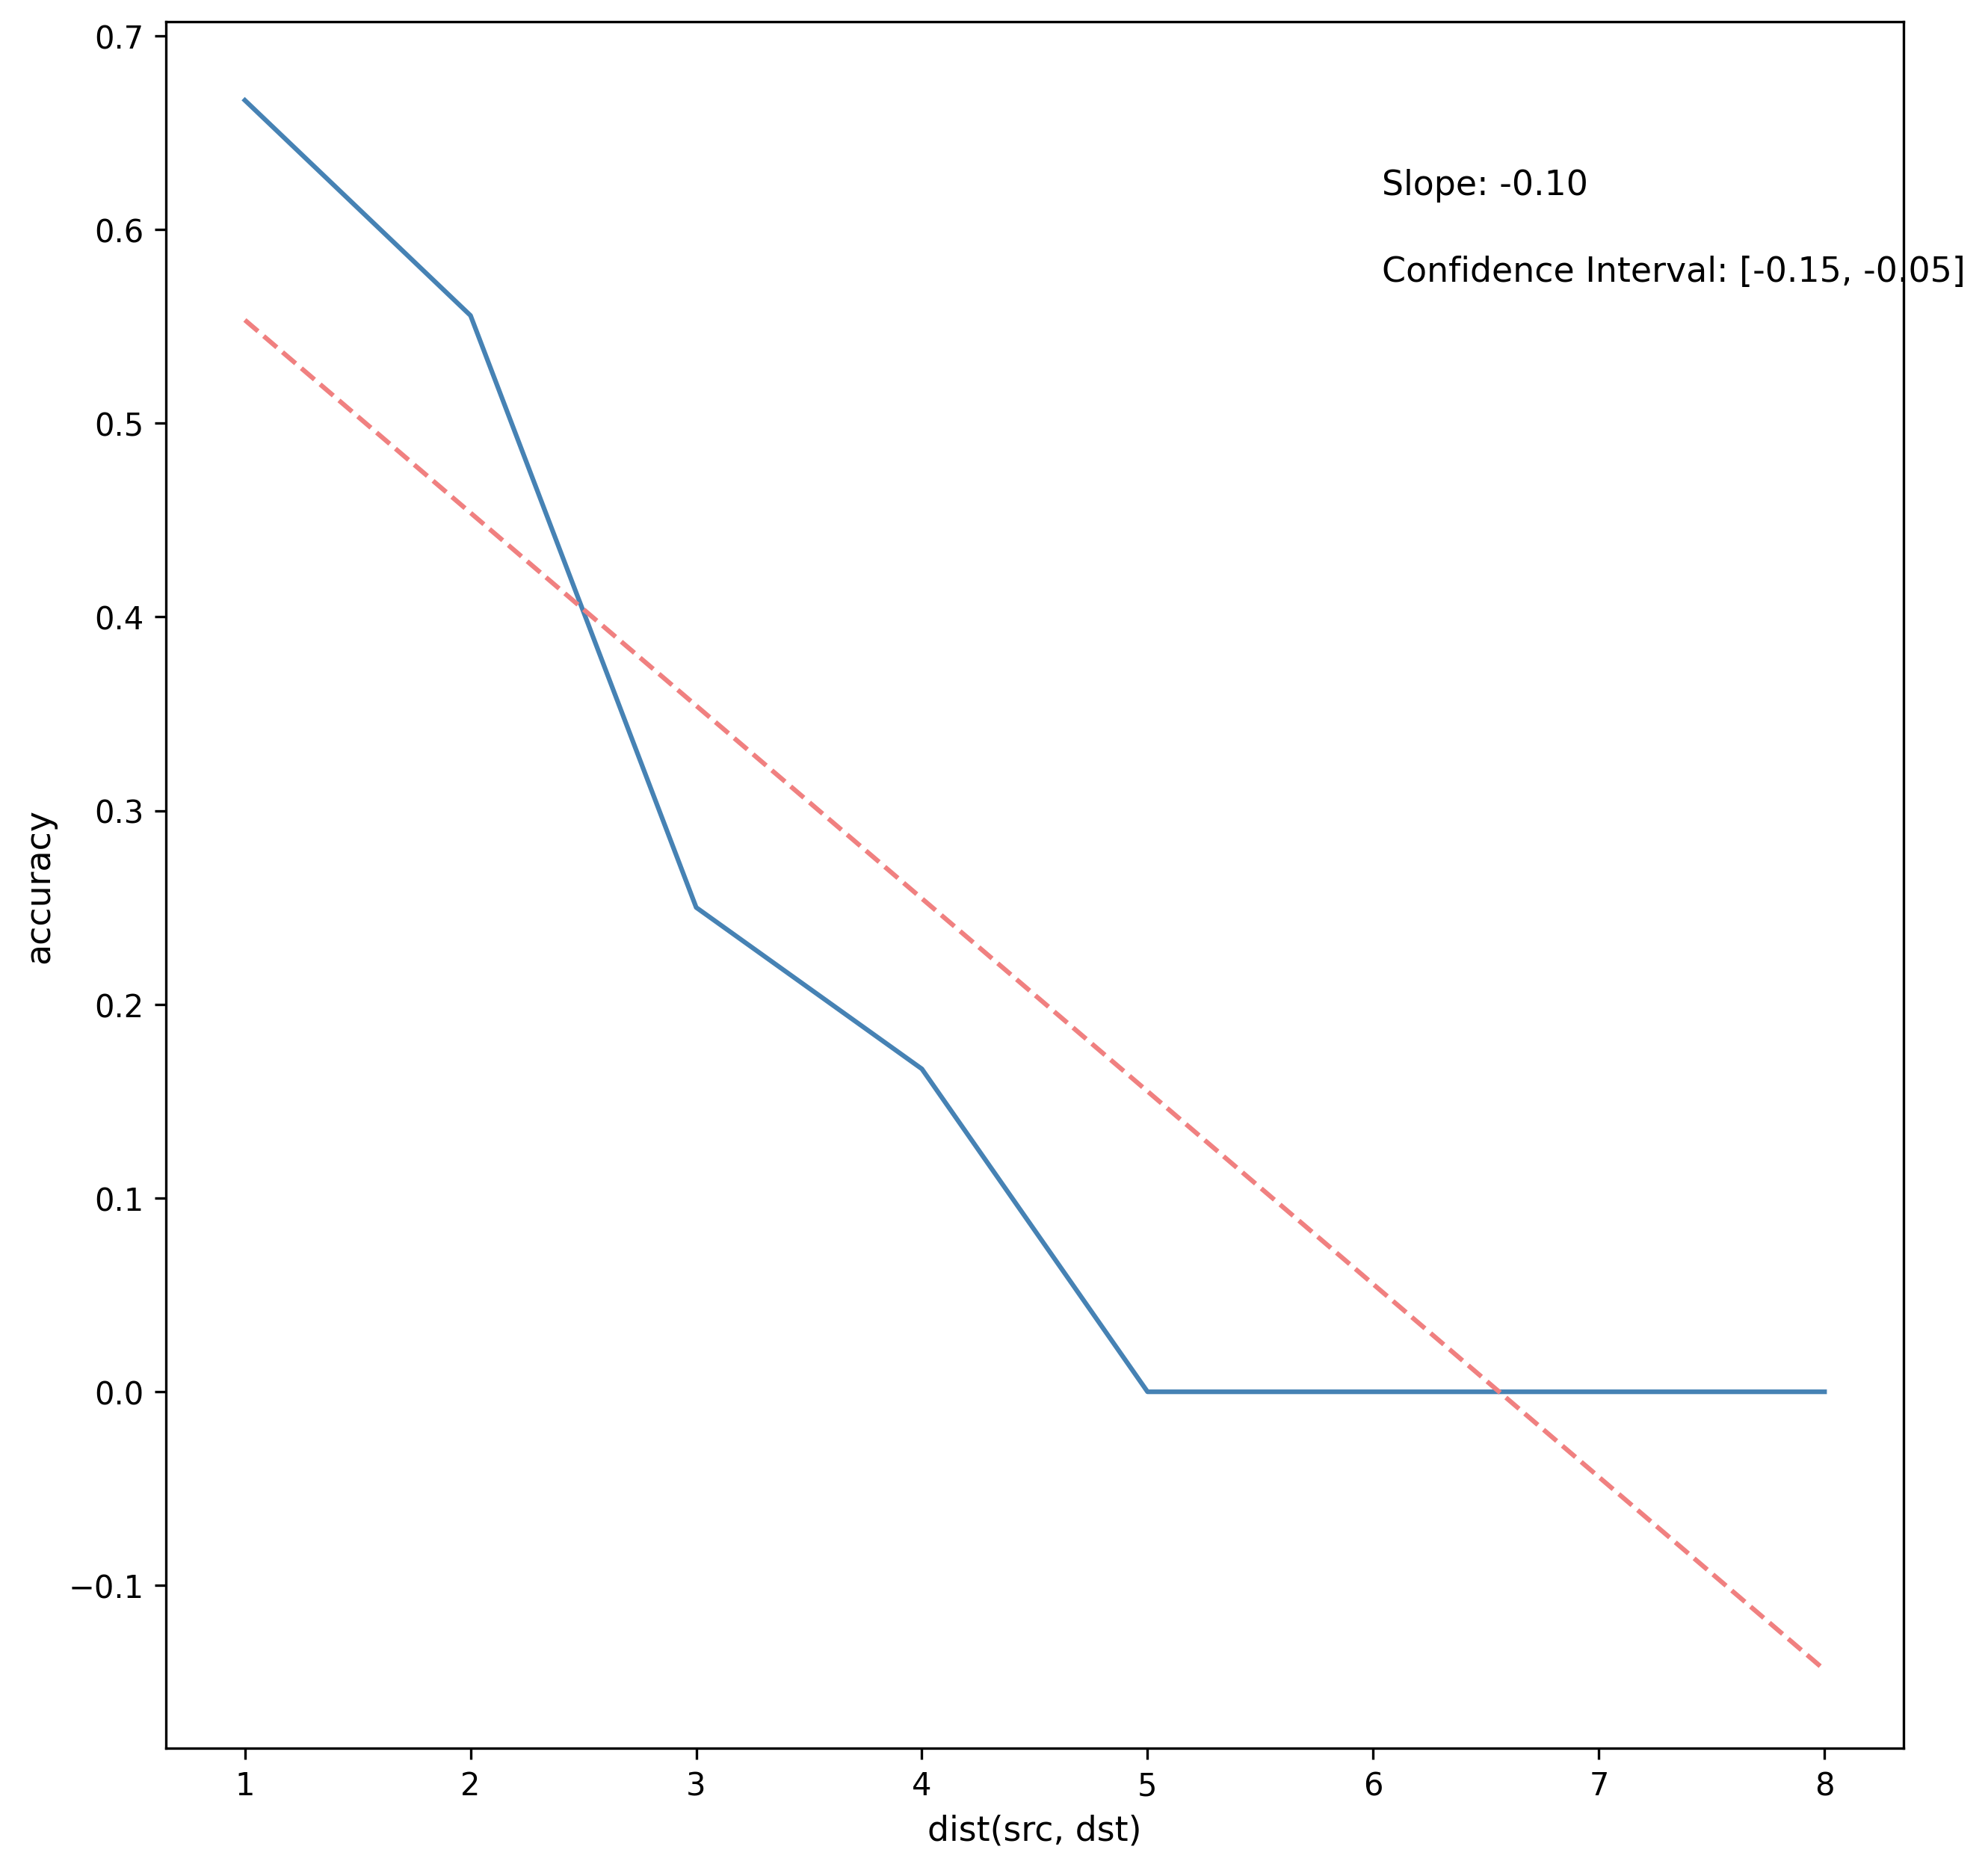 0.7
0.6
0.5
0.4
0.3
0.2
0.1
0.0
−0.1
accuracy
Slope: -0.10
Confidence Interval: [-0.15, -0.05]
1 2 3 4 5 6 7 8
dist(src, dst)